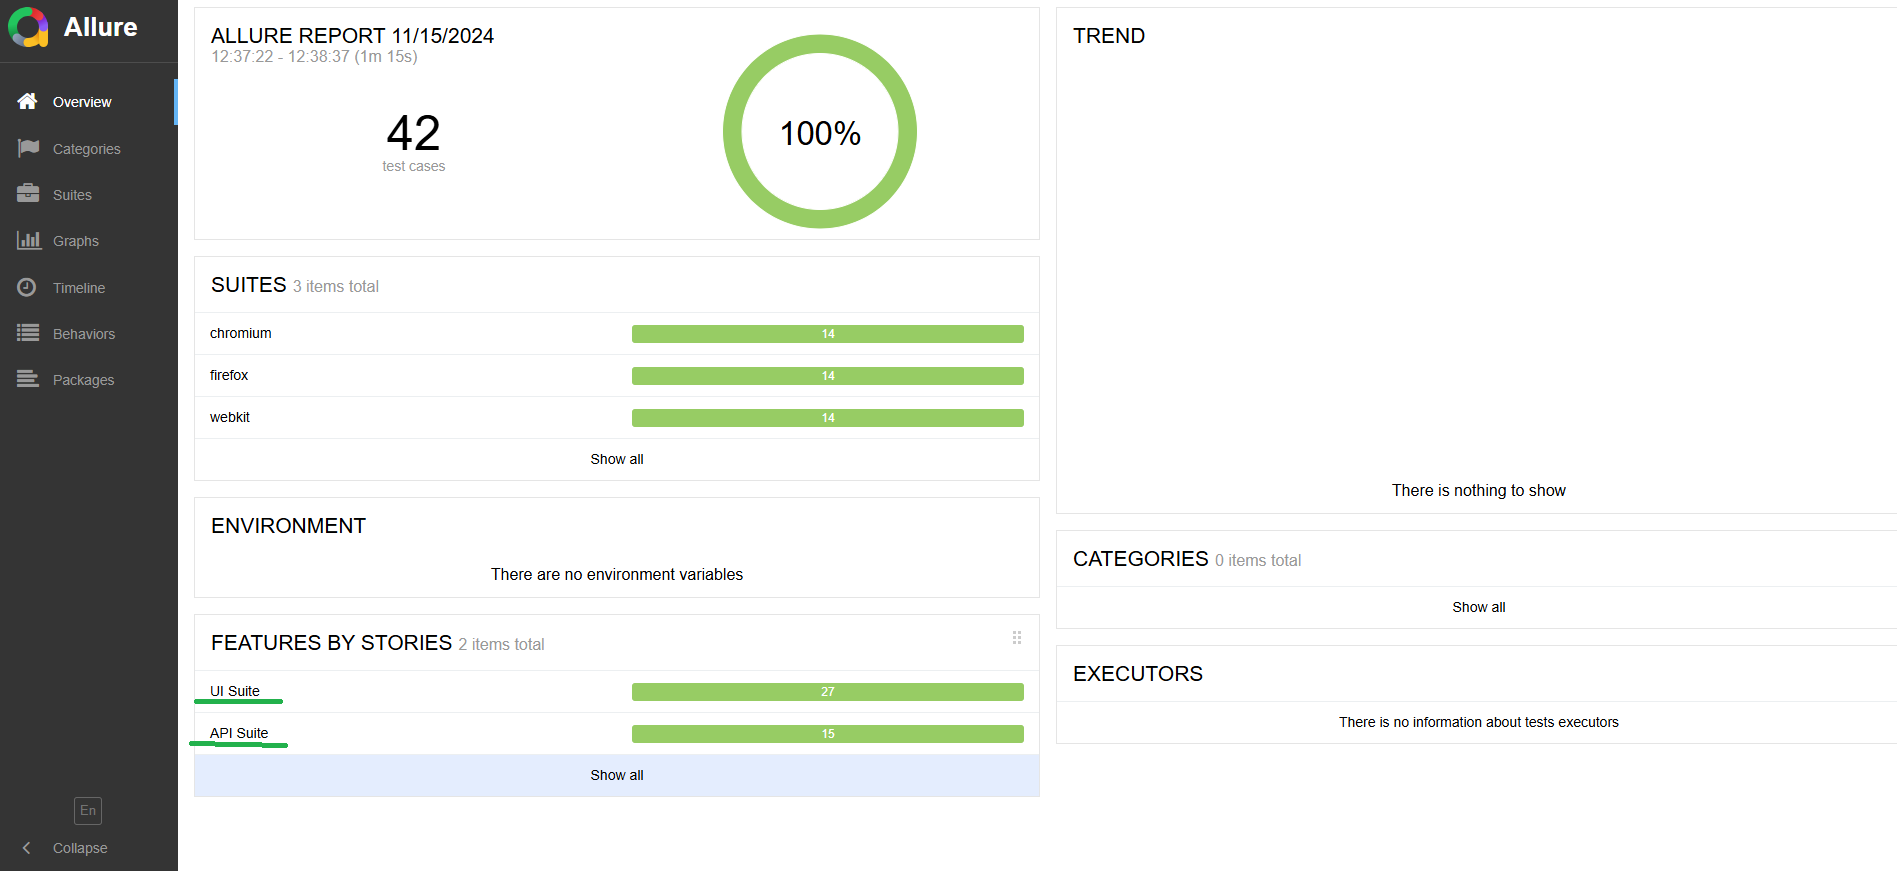 Allure
Overview
Categories
Suites
Graphs
Timeline
Behaviors
Packages
En
Collapse
ALLURE REPORT 11/15/2024
12:37:22 - 12:38:37 (1m 15s)
42
test cases
100%
SUITES 3 items total
chromium 14
firefox 14
webkit 14
Show all
ENVIRONMENT
There are no environment variables
FEATURES BY STORIES 2 items total
UI Suite 27
API Suite 15
Show all
TREND
There is nothing to show
CATEGORIES 0 items total
Show all
EXECUTORS
There is no information about tests executors